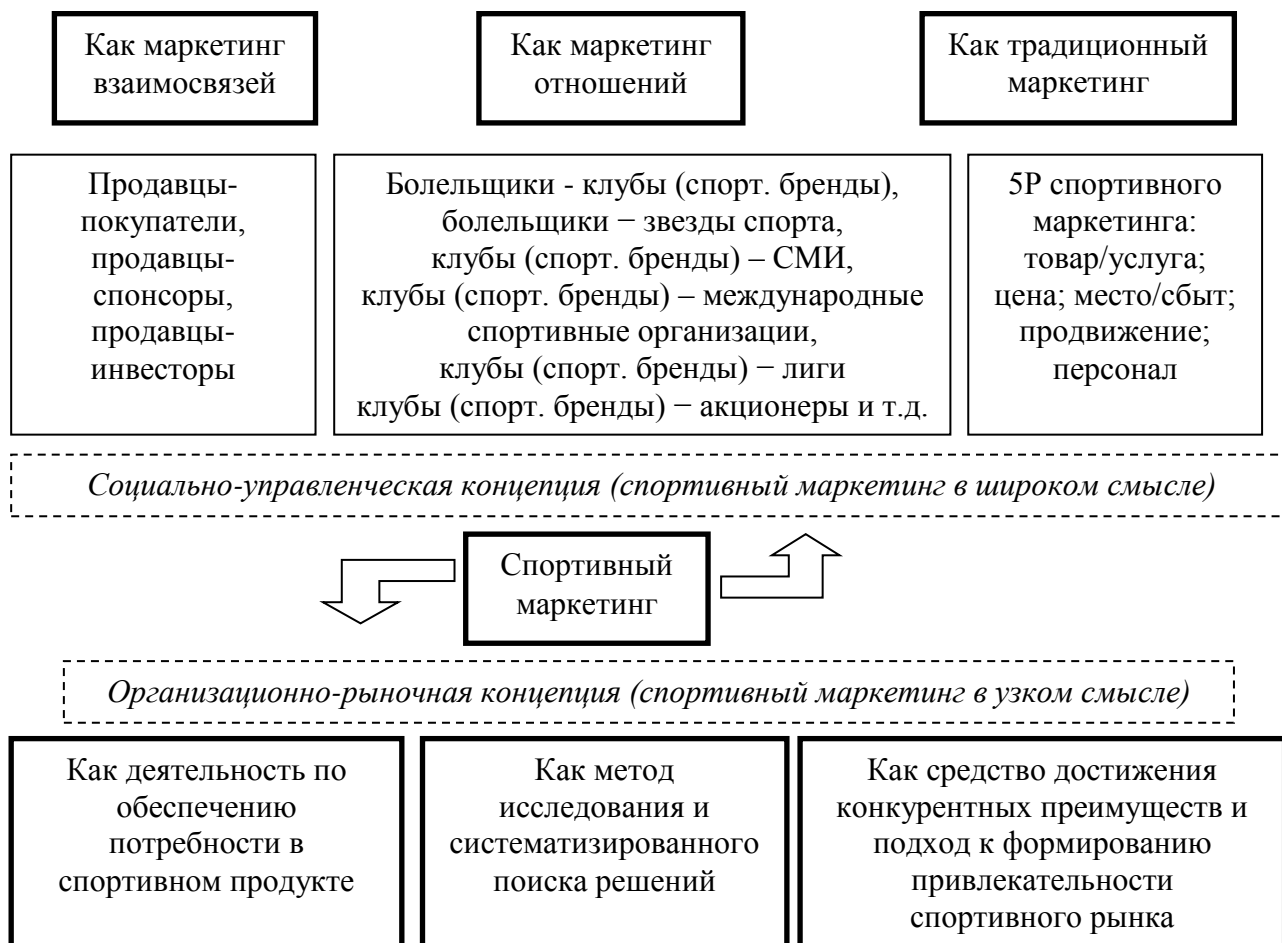 Как маркетинг
взаимосвязей
Как маркетинг
отношений
Как традиционный
маркетинг
Продавцы-
покупатели,
продавцы-
спонсоры,
продавцы-
инвесторы
Болельщики - клубы (спорт. бренды),
болельщики − звезды спорта,
клубы (спорт. бренды) – СМИ,
клубы (спорт. бренды) – международные
спортивные организации,
клубы (спорт. бренды) − лиги
клубы (спорт. бренды) − акционеры и т.д.
5Р спортивного
маркетинга:
товар/услуга;
цена; место/сбыт;
продвижение;
персонал
Социально-управленческая концепция (спортивный маркетинг в широком смысле)
Спортивный
маркетинг
Организационно-рыночная концепция (спортивный маркетинг в узком смысле)
Как деятельность по
обеспечению
потребности в
спортивном продукте
Как метод
исследования и
систематизированного
поиска решений
Как средство достижения
конкурентных преимуществ и
подход к формированию
привлекательности
спортивного рынка